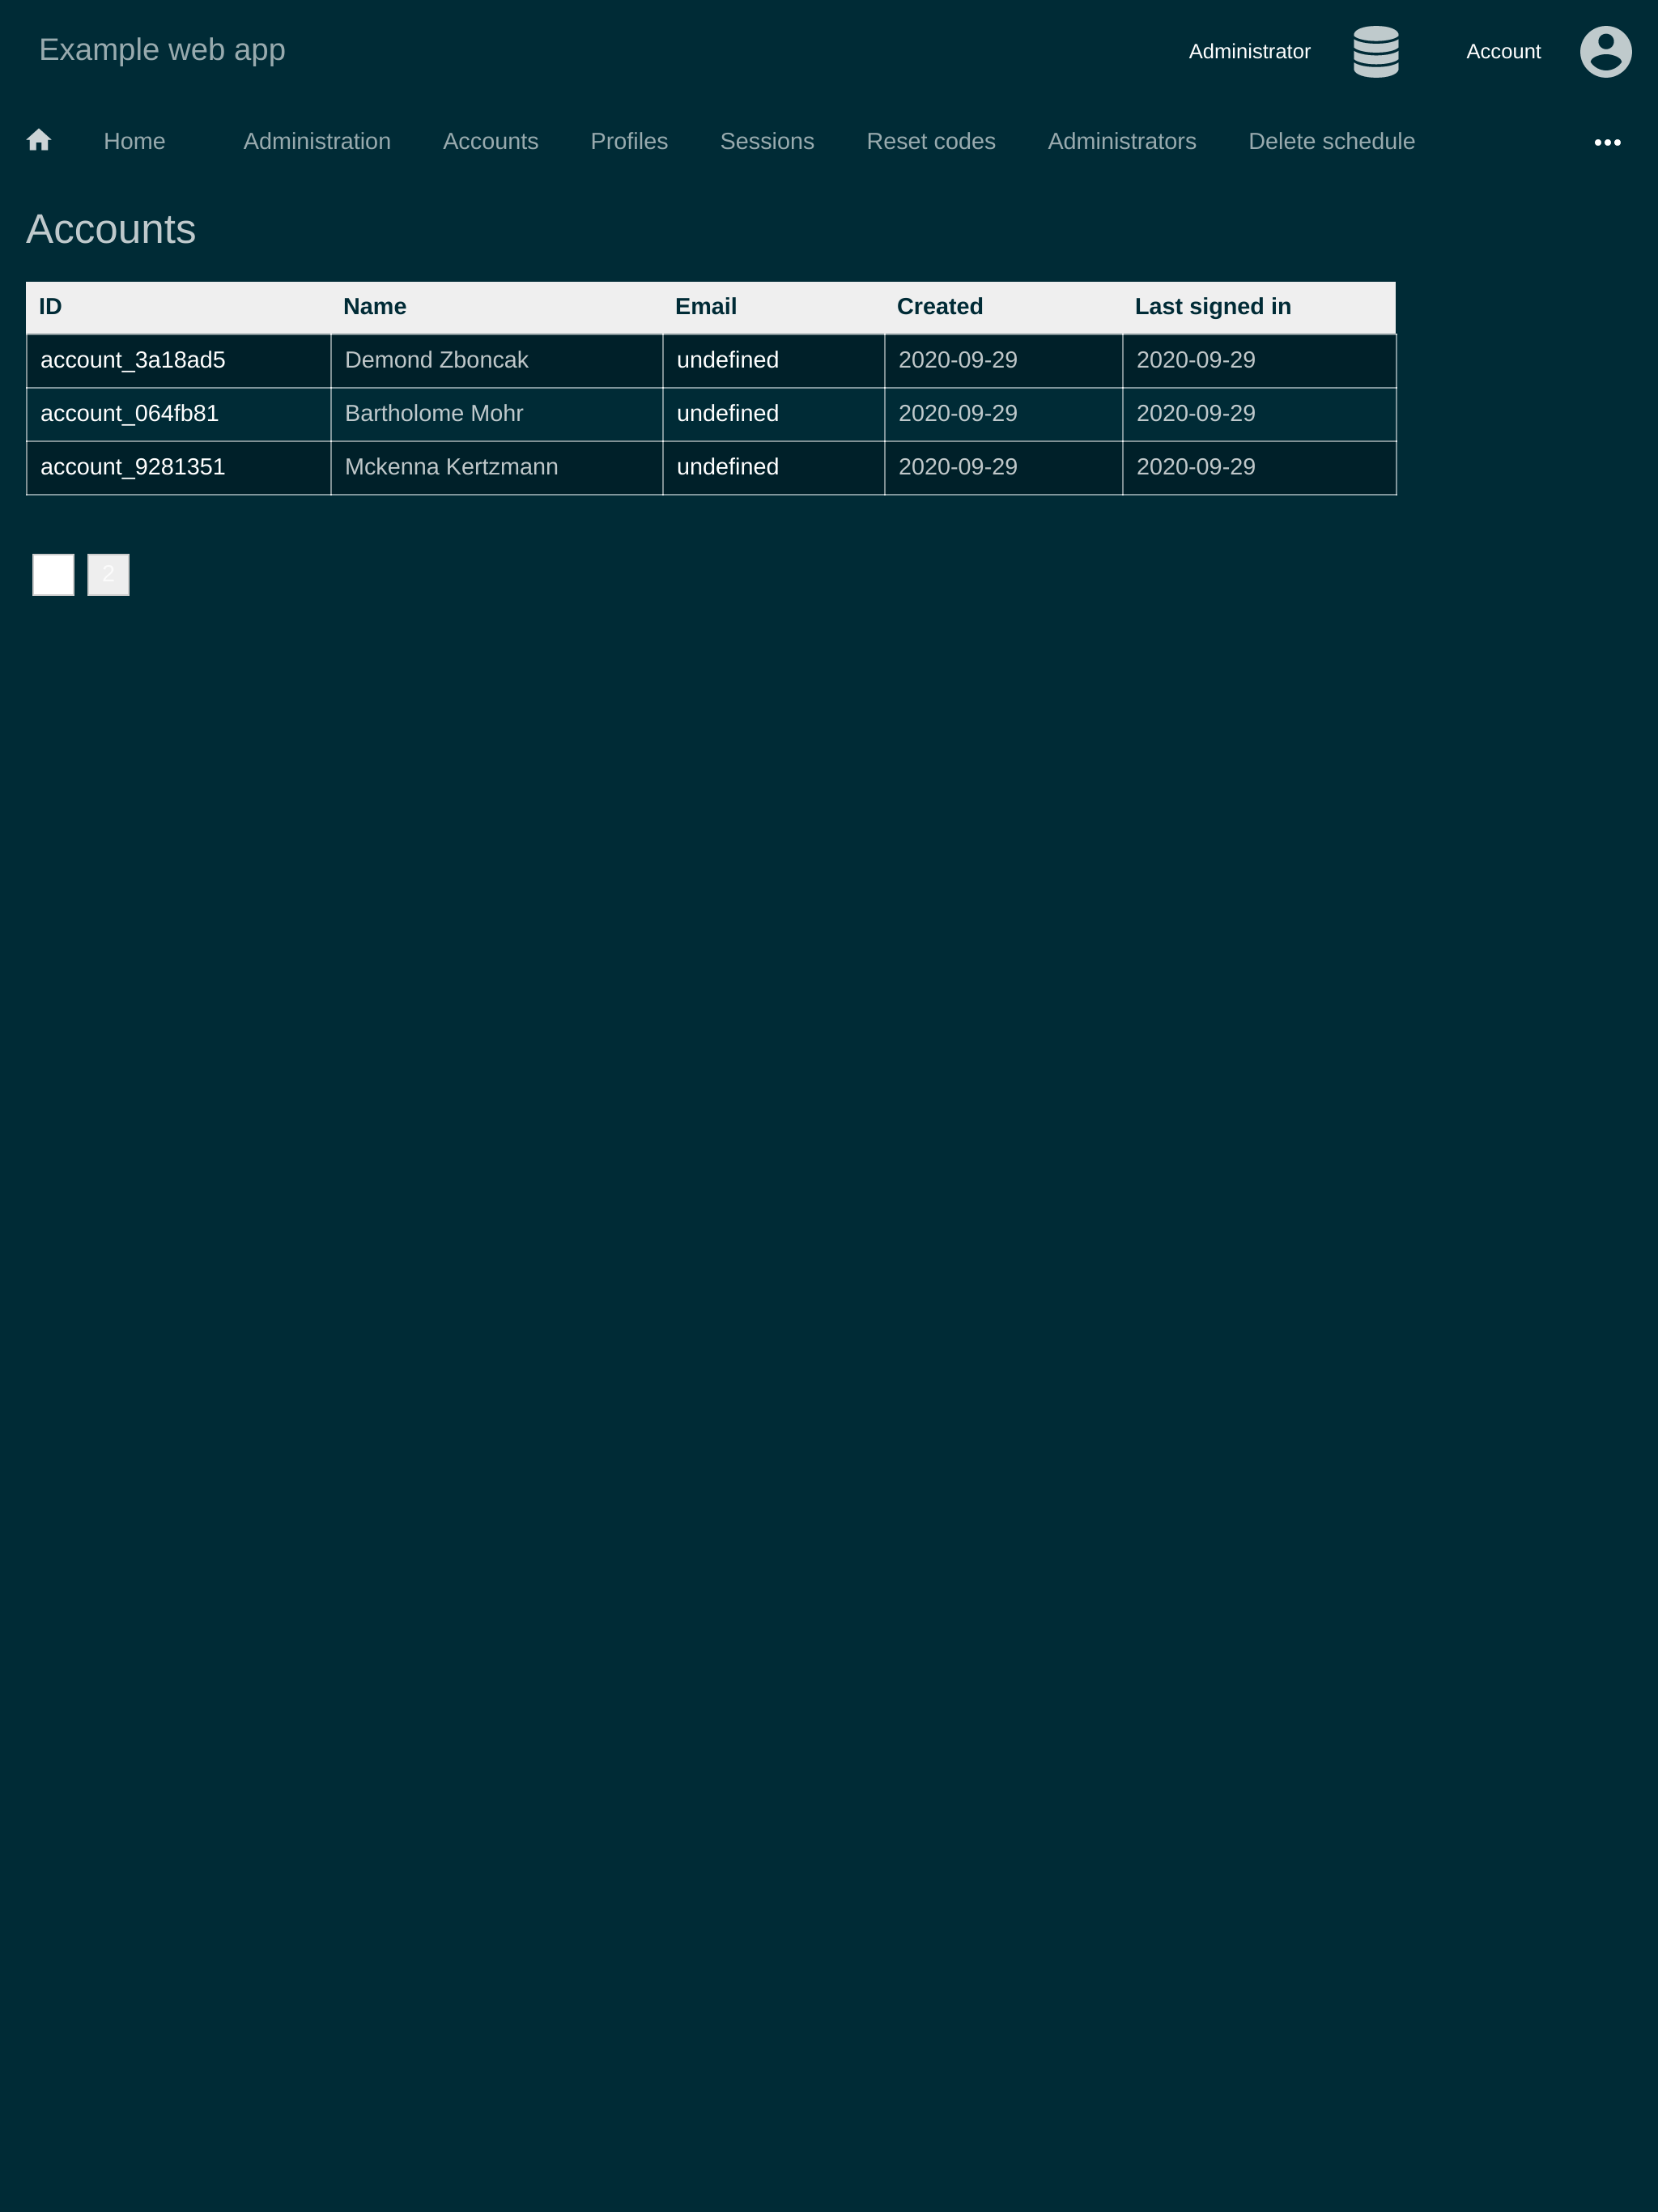 Example web app
Administrator
Account
Home Administration Accounts Profiles Sessions Reset codes Administrators Delete schedule
Accounts
ID Name Email Created Last signed in
account_3a18ad5 Demond Zboncak undefined 2020-09-29 2020-09-29
account_064fb81 Bartholome Mohr undefined 2020-09-29 2020-09-29
account_9281351 Mckenna Kertzmann undefined 2020-09-29 2020-09-29
2